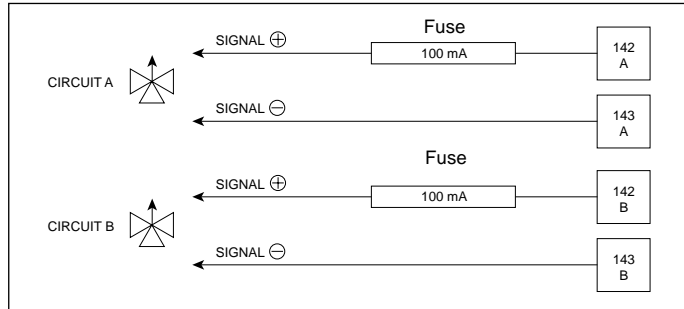 Fuse
SIGNAL ⊕
100 mA
142
A
CIRCUIT A
SIGNAL ⊖
143
A
Fuse
SIGNAL ⊕
100 mA
142
B
CIRCUIT B
SIGNAL ⊖
143
B